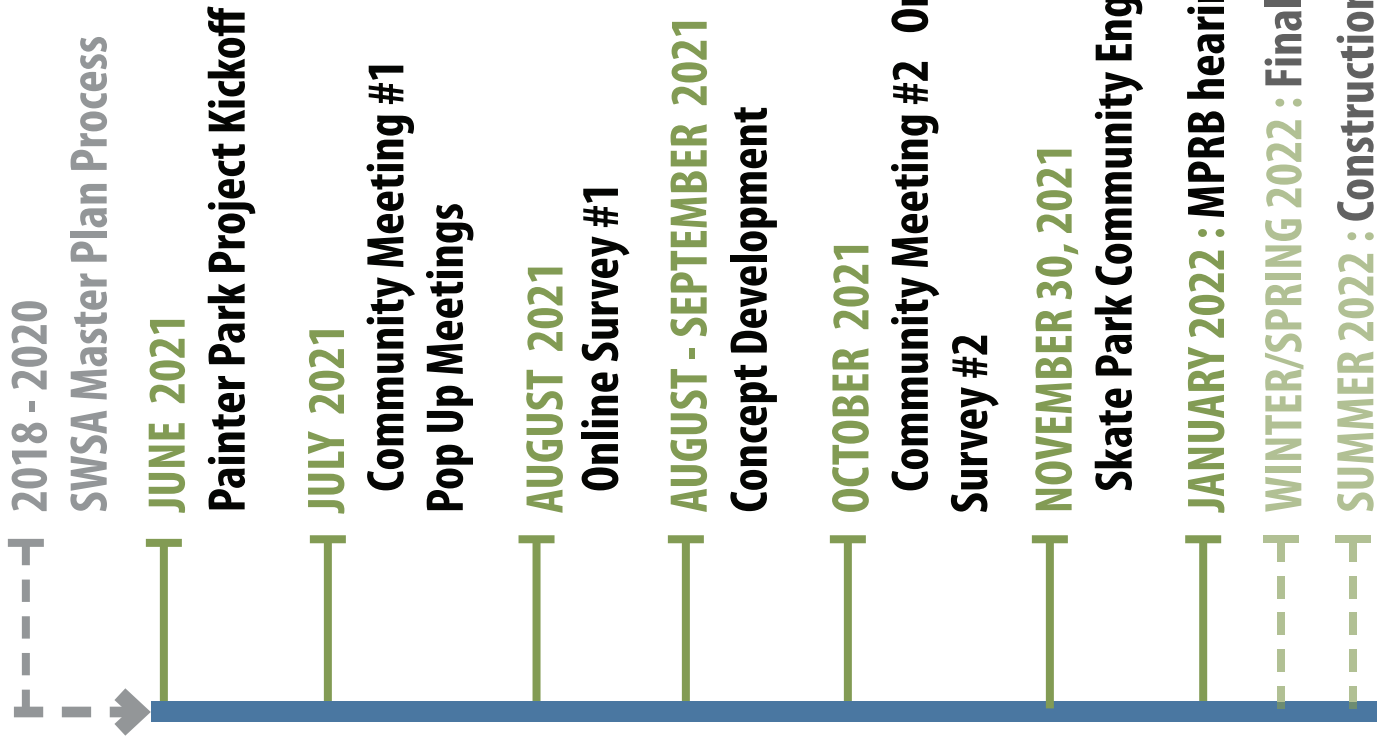 2018 - 2020
SWSA Master Plan Process
JUNE 2021
Painter Park Project Kickoff
JULY 2021
Community Meeting #1
Pop Up Meetings
AUGUST 2021
Online Survey #1
AUGUST - SEPTEMBER 2021
Concept Development
OCTOBER 2021
Community Meeting #2
Survey #2
NOVEMBER 30, 2021
Skate Park Community
JANUARY 2022 : MPRB
WINTER/SPRING 2022 : Final
SUMMER 2022 : Construction